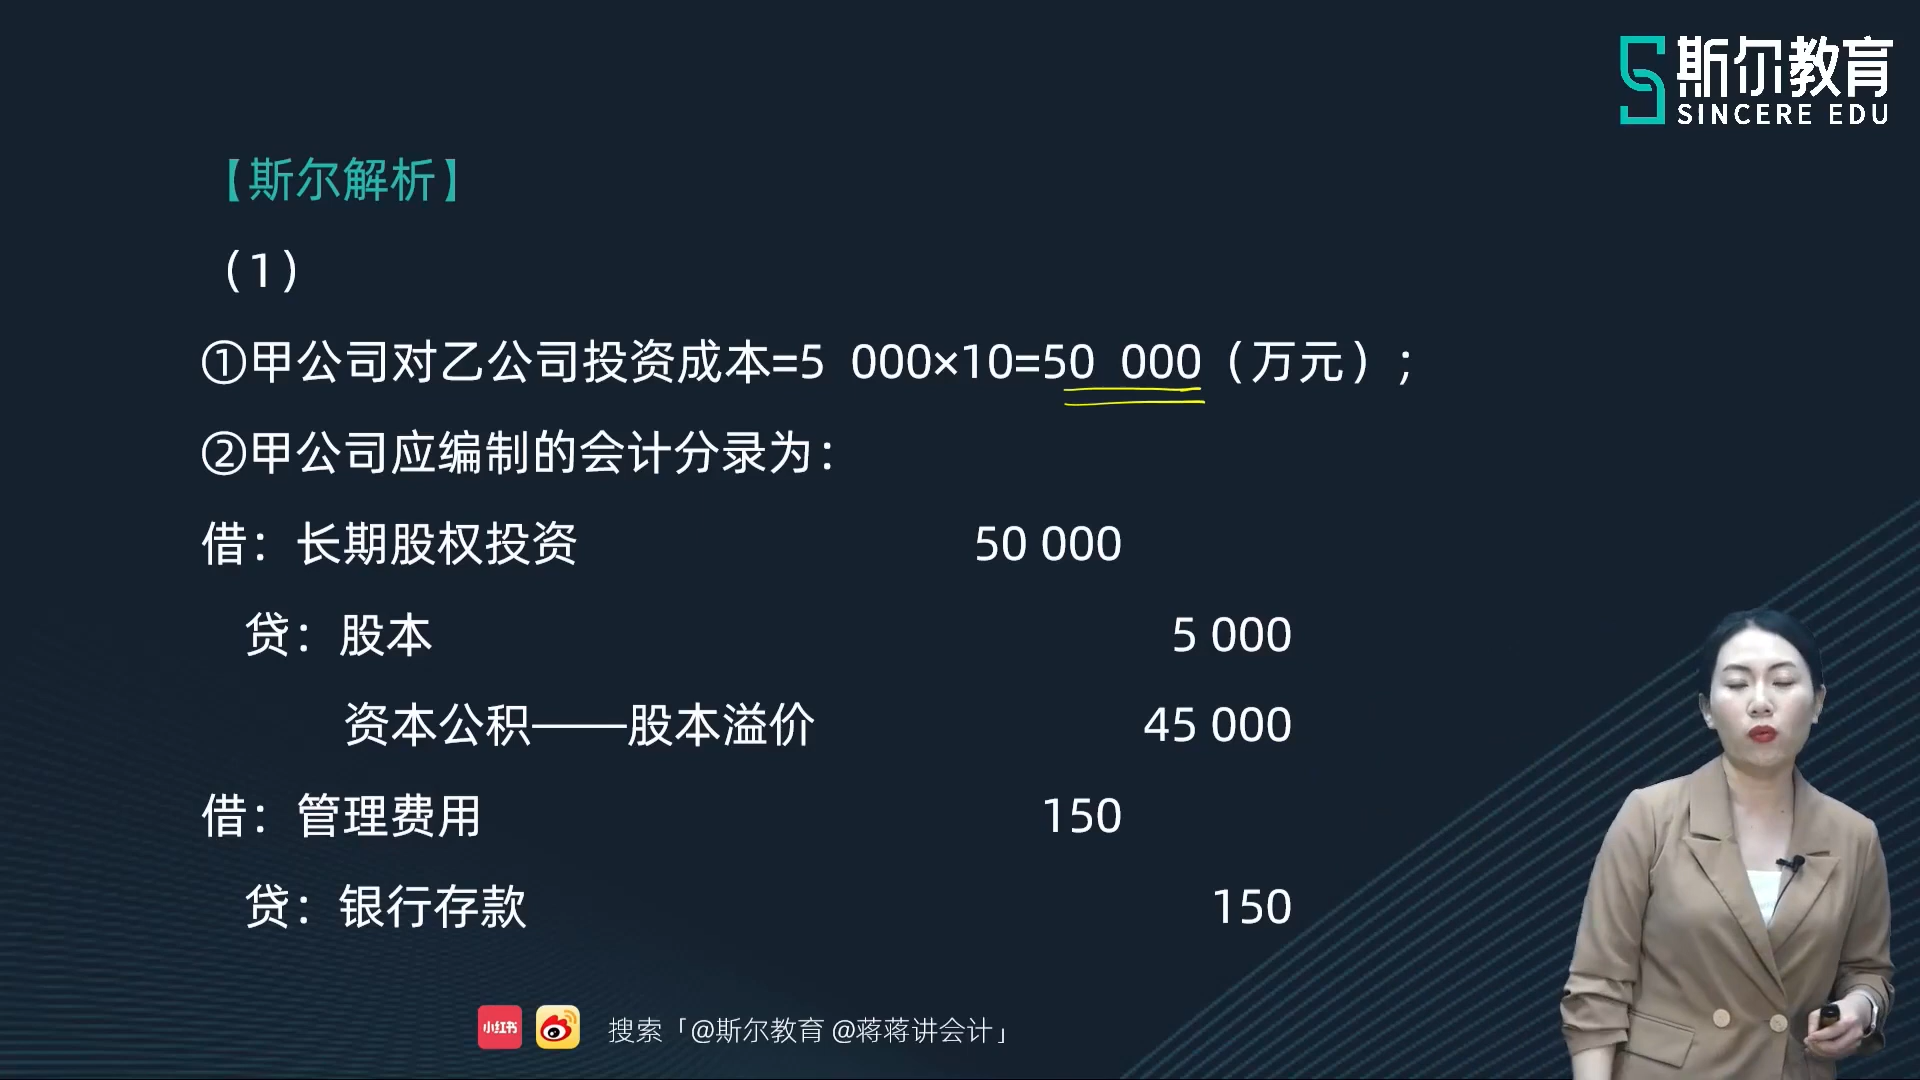 斯尔教育
SINCERE EDU
【斯尔解析】
（1）
①甲公司对乙公司投资成本=5 000×10=50 000（万元）；
②甲公司应编制的会计分录为：
借：长期股权投资 50 000
贷：股本 5 000
资本公积——股本溢价 45 000
借：管理费用 150
贷：银行存款 150
小红书 搜索「@斯尔教育 @蒋蒋讲会计」